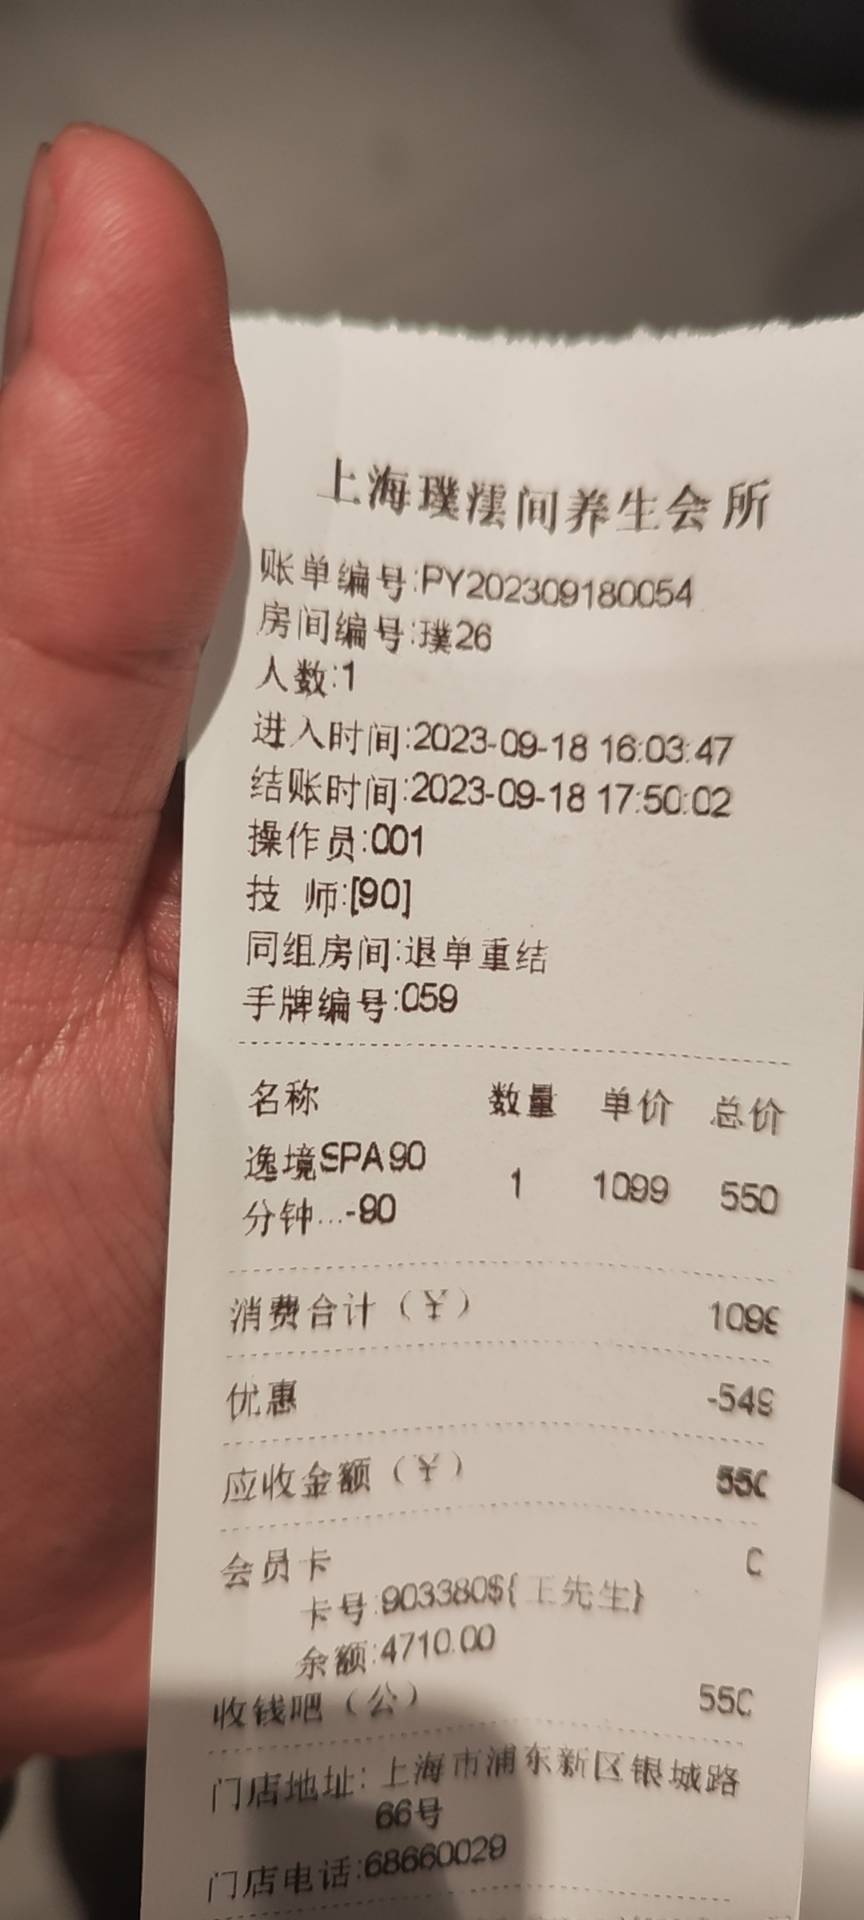 上海璞澐间养生会所
账单编号:PY202309180054
房间编号:璞26
人数:1
进入时间:2023-09-18 16:03:47
结账时间:2023-09-18 17:50:02
操作员:001
技 师:[90]
同组房间:退单重结
手牌编号:059
名称 数量 单价 总价
逸境SPA90
分钟...-90 1 1099 550
消费合计（￥） 1099
优惠 -549
应收金额（￥） 550
会员卡 0
卡号:903380${王先生}
余额:4710.00
收钱吧（公） 550
门店地址: 上海市浦东新区银城路
66号
门店电话:68660029